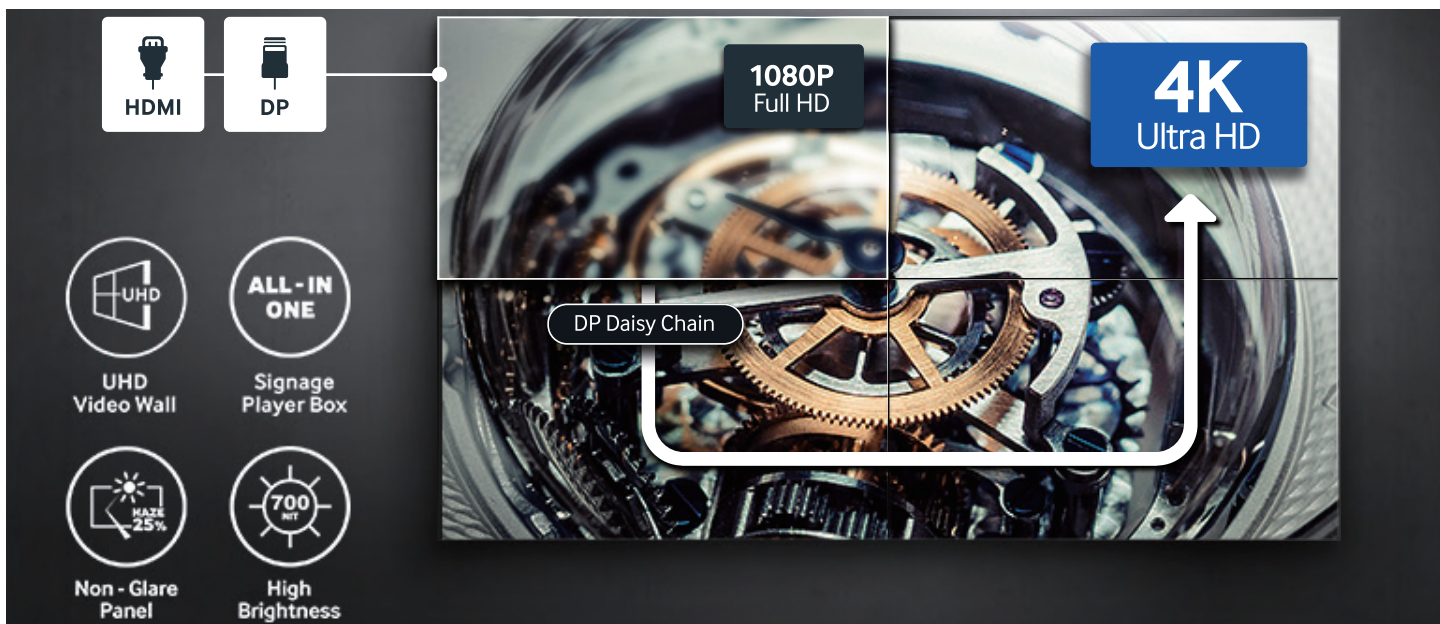 HDMI
DP
1080P
Full HD
4K
Ultra HD
DP Daisy Chain
UHD
UHD
Video Wall
ALL-IN
ONE
Signage
Player Box
HAZE
25%
Non - Glare
Panel
700
NIT
High
Brightness